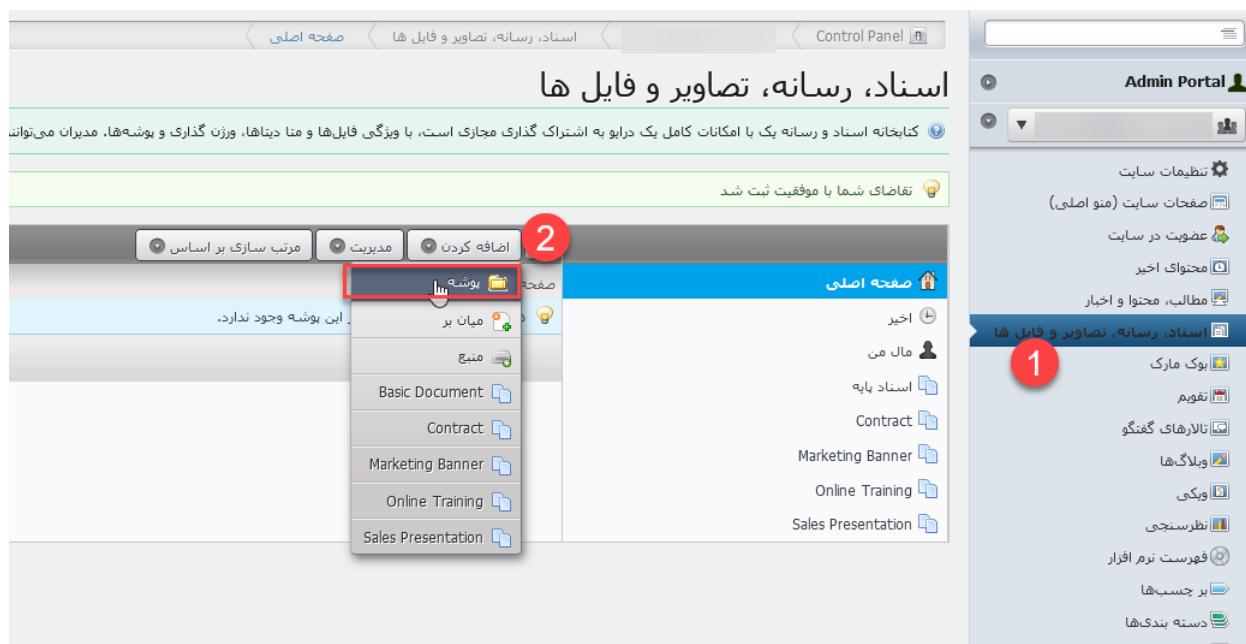 Control Panel
اسناد، رسانه، تصاویر و فایل ها
صفحه اصلی
اسناد، رسانه، تصاویر و فایل ها
کتابخانه اسناد و رسانه یک با امکانات کامل یک درایو به اشتراک گذاری مجازی است، با ویژگی فایل‌ها و متا دیتاها، ورژن گذاری و پوشه‌ها. مدیران می‌توانند
تقاضای شما با موفقیت ثبت شد
2
اضافه کردن
مدیریت
مرتب سازی بر اساس
صفحه اصلی
اخیر
مال من
اسناد پایه
Contract
Marketing Banner
Online Training
Sales Presentation
پوشه
میان بر
منبع
Basic Document
Contract
Marketing Banner
Online Training
Sales Presentation
این پوشه وجود ندارد.
Admin Portal
تنظیمات سایت
صفحات سایت (منو اصلی)
عضویت در سایت
محتوای اخیر
مطالب، محتوا و اخبار
اسناد، رسانه، تصاویر و فایل ها
1
بوک مارک
تقویم
تالارهای گفتگو
وبلاگ‌ها
ویکی
نظرسنجی
فهرست نرم افزار
بر چسب‌ها
دسته بندی‌ها